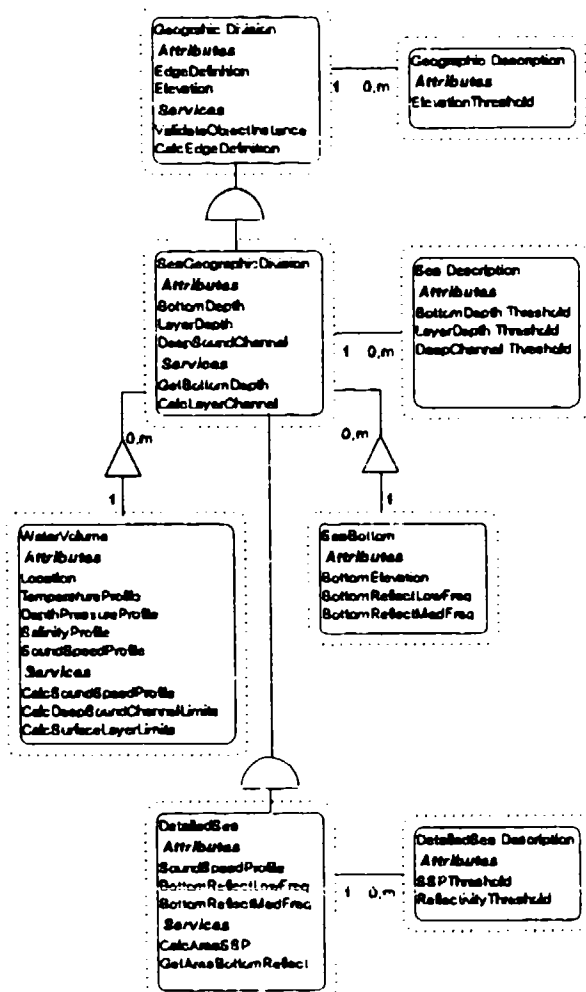 Geographic Division
Attributes
EdgeDefinition
Elevation
Services
ValidateObjectInstance
CalcEdgeDefinition
1 0,m
Geographic Description
Attributes
ElevationThreshold
SeaGeographicDivision
Attributes
BottomDepth
LayerDepth
DeepSoundChannel
Services
GetBottomDepth
CalcLayerChannel
1 0,m
Sea Description
Attributes
BottomDepth Threshold
LayerDepth Threshold
DeepChannel Threshold
0,m
1
0,m
1
WaterVolume
Attributes
Location
TemperatureProfile
DepthPressureProfile
SalinityProfile
SoundSpeedProfile
Services
CalcSoundSpeedProfile
CalcDeepSoundChannelLimits
CalcSurfaceLayerLimits
SeaBottom
Attributes
BottomElevation
BottomReflectLowFreq
BottomReflectMedFreq
DetailedSea
Attributes
SoundSpeedProfile
BottomReflectLowFreq
BottomReflectMedFreq
Services
CalcAreaSSP
GetAreaBottomReflect
1 0,m
DetailedSea Description
Attributes
SSPThreshold
ReflectivityThreshold